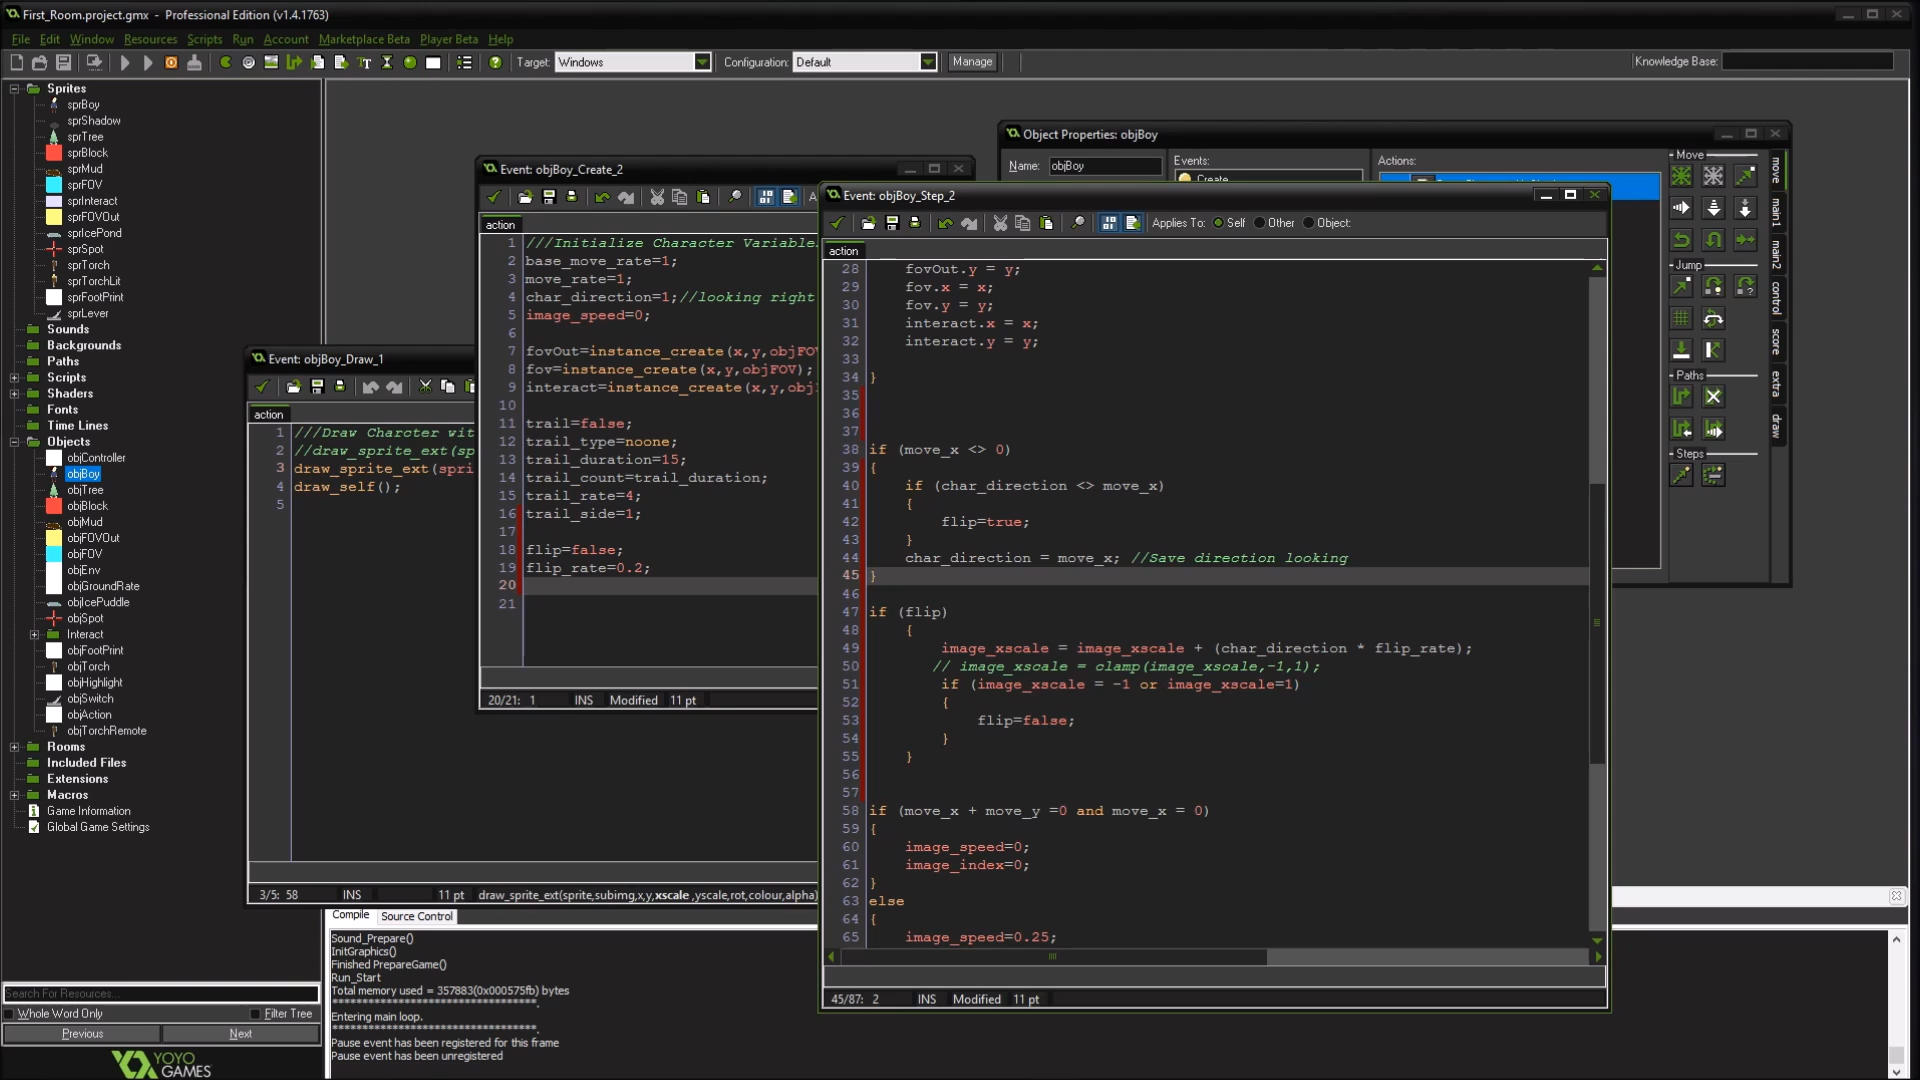 First_Room.project.gmx - Professional Edition (v1.4.1763)
File Edit Window Resources Scripts Run Account Marketplace Beta Player Beta Help
Target: Windows Configuration: Default Manage Knowledge Base:
Sprites
sprBoy
sprShadow
sprTree
sprBlock
sprMud
sprFOV
sprInteract
sprFOVOut
sprIcePond
sprSpot
sprTorch
sprTorchLit
sprFootPrint
sprLever
Sounds
Backgrounds
Paths
Scripts
Shaders
Fonts
Time Lines
Objects
objController
objBoy
objTree
objBlock
objMud
objFOVOut
objFOV
objEnv
objGroundRate
objIcePuddle
objSpot
Interact
objFootPrint
objTorch
objHighlight
objSwitch
objAction
objTorchRemote
Rooms
Included Files
Extensions
Macros
Game Information
Global Game Settings
Search For Resources...
Whole Word Only Filter Tree
Previous Next
YOYO
GAMES
Event: objBoy_Draw_1
action
1 ///Draw Charcter wit
2 //draw_sprite_ext(sp
3 draw_sprite_ext(spri
4 draw_self();
5
3/5: 58 INS 11 pt draw_sprite_ext(sprite,subimg,x,y,xscale ,yscale,rot,colour,alpha)
Event: objBoy_Create_2
action
1 ///Initialize Character Variable
2 base_move_rate=1;
3 move_rate=1;
4 char_direction=1;//looking right
5 image_speed=0;
6
7 fovOut=instance_create(x,y,objFOV
8 fov=instance_create(x,y,objFOV);
9 interact=instance_create(x,y,obj
10
11 trail=false;
12 trail_type=noone;
13 trail_duration=15;
14 trail_count=trail_duration;
15 trail_rate=4;
16 trail_side=1;
17
18 flip=false;
19 flip_rate=0.2;
20
21
20/21: 1 INS Modified 11 pt
Object Properties: objBoy
Name: objBoy Events: Actions:
Create
Move
Jump
Paths
Steps
move
main1
main2
control
score
extra
draw
Event: objBoy_Step_2
Applies To: Self Other Object:
action
28 fovOut.y = y;
29 fov.x = x;
30 fov.y = y;
31 interact.x = x;
32 interact.y = y;
33
34 }
35
36
37
38 if (move_x <> 0)
39 {
40 if (char_direction <> move_x)
41 {
42 flip=true;
43 }
44 char_direction = move_x; //Save direction looking
45 }
46
47 if (flip)
48 {
49 image_xscale = image_xscale + (char_direction * flip_rate);
50 // image_xscale = clamp(image_xscale,-1,1);
51 if (image_xscale = -1 or image_xscale=1)
52 {
53 flip=false;
54 }
55 }
56
57
58 if (move_x + move_y =0 and move_x = 0)
59 {
60 image_speed=0;
61 image_index=0;
62 }
63 else
64 {
65 image_speed=0.25;
45/87: 2 INS Modified 11 pt
Compile Source Control
Sound_Prepare()
InitGraphics()
Finished PrepareGame()
Run_Start
Total memory used = 357883(0x000575fb) bytes
**********************************.
Entering main loop.
**********************************.
Pause event has been registered for this frame
Pause event has been unregistered